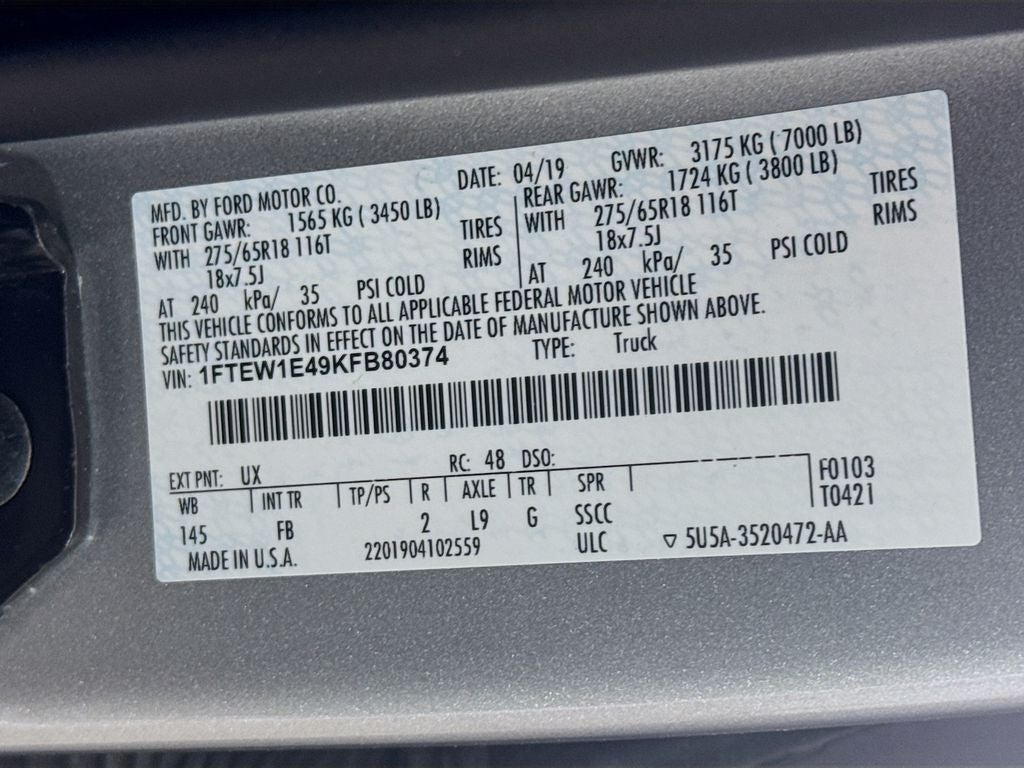 MFD. BY FORD MOTOR CO. DATE: 04/19 GVWR: 3175 KG ( 7000 LB)
FRONT GAWR: 1565 KG ( 3450 LB) REAR GAWR: 1724 KG ( 3800 LB)
WITH 275/65R18 116T TIRES WITH 275/65R18 116T TIRES
18x7.5J RIMS 18x7.5J RIMS
AT 240 kPa/ 35 PSI COLD AT 240 kPa/ 35 PSI COLD
THIS VEHICLE CONFORMS TO ALL APPLICABLE FEDERAL MOTOR VEHICLE
SAFETY STANDARDS IN EFFECT ON THE DATE OF MANUFACTURE SHOWN ABOVE.
VIN: 1FTEW1E49KFB80374 TYPE: Truck
EXT PNT: UX RC: 48 DSO: F0103
WB INT TR TP/PS R AXLE TR SPR T0421
145 FB 2 L9 G SSCC
MADE IN U.S.A. 2201904102559 ULC ▽ 5U5A-3520472-AA